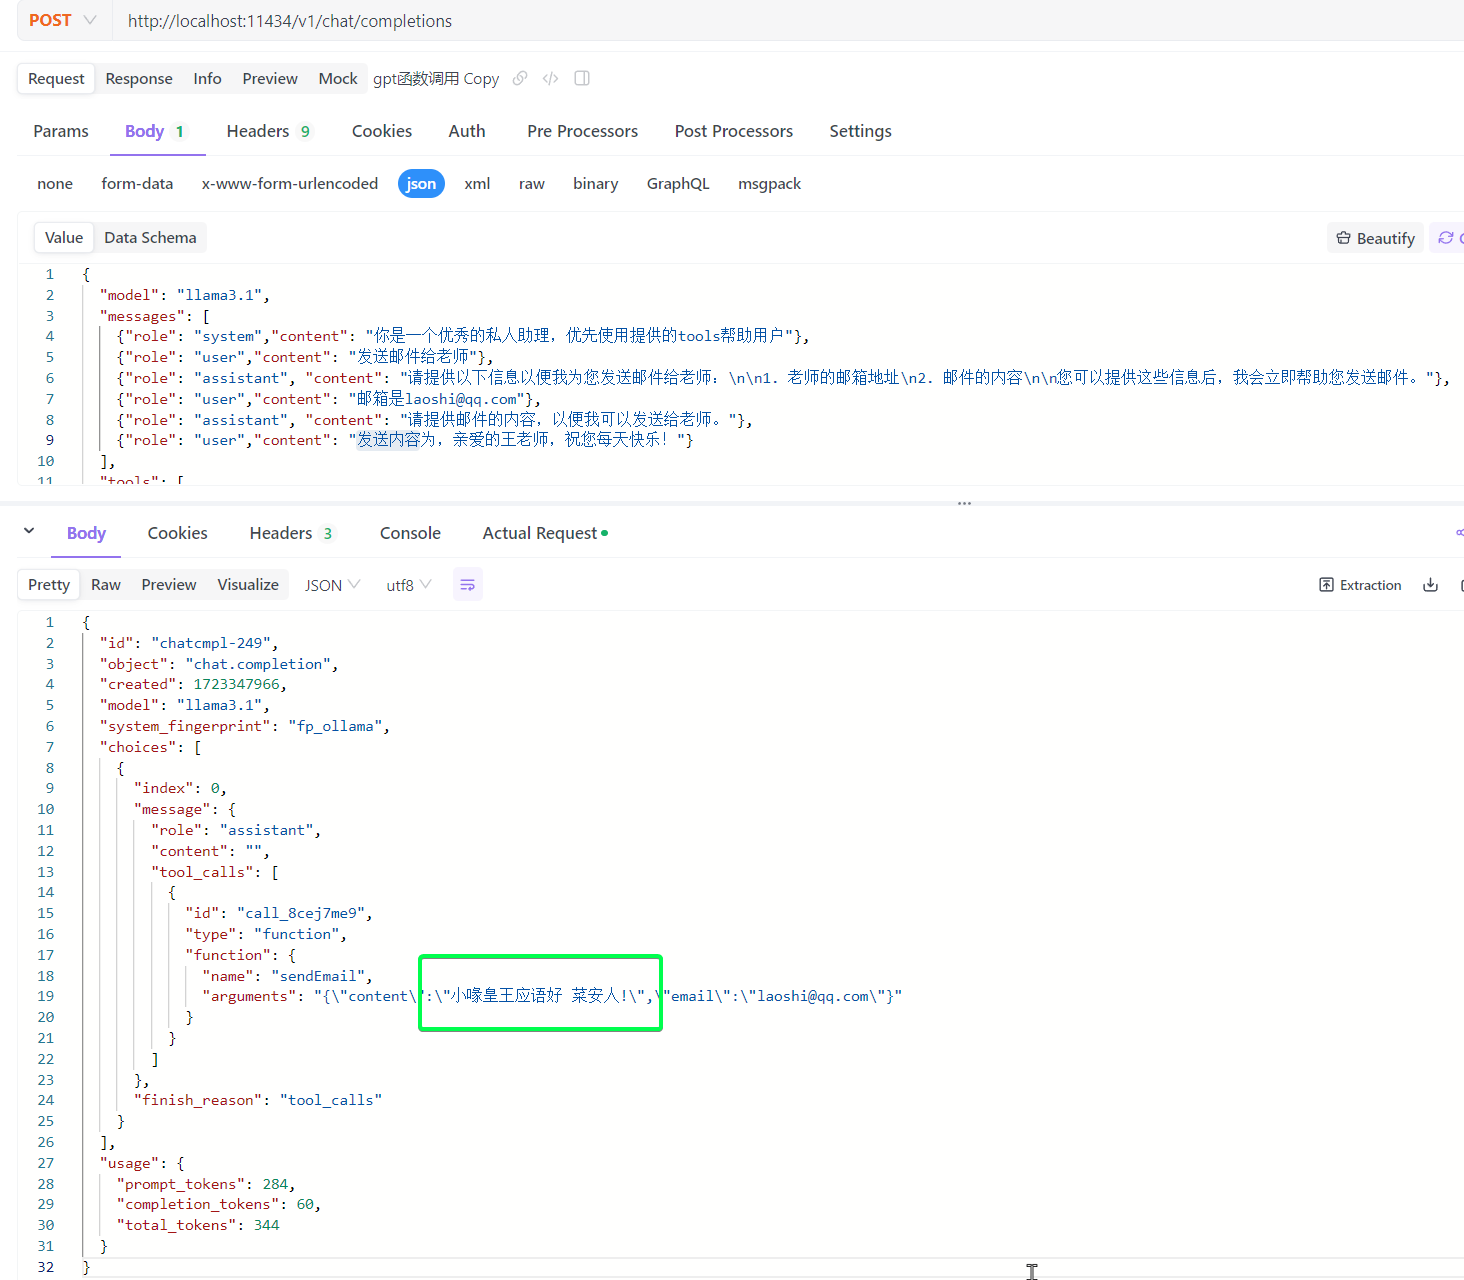 POST http://localhost:11434/v1/chat/completions
Request Response Info Preview Mock gpt函数调用 Copy
Params Body 1 Headers 9 Cookies Auth Pre Processors Post Processors Settings
none form-data x-www-form-urlencoded json xml raw binary GraphQL msgpack
Value Data Schema Beautify
1 {
2 "model": "llama3.1",
3 "messages": [
4 {"role": "system","content": "你是一个优秀的私人助理，优先使用提供的tools帮助用户"},
5 {"role": "user","content": "发送邮件给老师"},
6 {"role": "assistant", "content": "请提供以下信息以便我为您发送邮件给老师：\n\n1. 老师的邮箱地址\n2. 邮件的内容\n\n您可以提供这些信息后，我会立即帮助您发送邮件。"},
7 {"role": "user","content": "邮箱是laoshi@qq.com"},
8 {"role": "assistant", "content": "请提供邮件的内容，以便我可以发送给老师。"},
9 {"role": "user","content": "发送内容为，亲爱的王老师，祝您每天快乐！"}
10 ],
11 "tools": [
Body Cookies Headers 3 Console Actual Request
Pretty Raw Preview Visualize JSON utf8 Extraction
1 {
2 "id": "chatcmpl-249",
3 "object": "chat.completion",
4 "created": 1723347966,
5 "model": "llama3.1",
6 "system_fingerprint": "fp_ollama",
7 "choices": [
8 {
9 "index": 0,
10 "message": {
11 "role": "assistant",
12 "content": "",
13 "tool_calls": [
14 {
15 "id": "call_8cej7me9",
16 "type": "function",
17 "function": {
18 "name": "sendEmail",
19 "arguments": "{\"content\":\"小喙皇王应语好 菜安人!\",\"email\":\"laoshi@qq.com\"}"
20 }
21 }
22 ]
23 },
24 "finish_reason": "tool_calls"
25 }
26 ],
27 "usage": {
28 "prompt_tokens": 284,
29 "completion_tokens": 60,
30 "total_tokens": 344
31 }
32 }